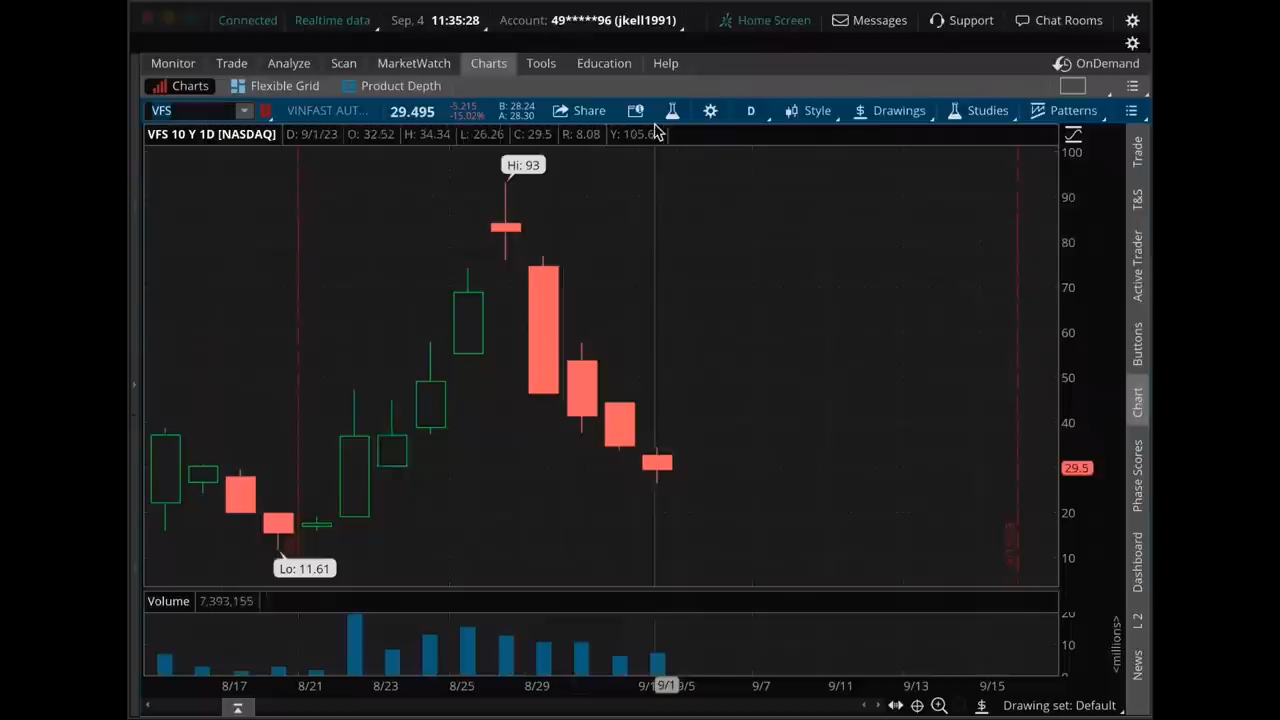 Connected Realtime data Sep, 4 11:35:28 Account: 49*****96 (jkell1991) Home Screen Messages Support Chat Rooms
Monitor Trade Analyze Scan MarketWatch Charts Tools Education Help OnDemand
Charts Flexible Grid Product Depth
VFS VINFAST AUT... 29.495 -5.215 -15.02% B: 28.24 A: 28.30 Share D Style $ Drawings Studies Patterns
VFS 10 Y 1D [NASDAQ] D: 9/1/23 O: 32.52 H: 34.34 L: 26.26 C: 29.5 R: 8.08 Y: 105.6
Hi: 93
Lo: 11.61
100
90
80
70
60
50
40
29.5
20
10
Volume 7,393,155
20
10
<millions>
8/17 8/21 8/23 8/25 8/29 9/1 9/5 9/7 9/11 9/13 9/15
$ Drawing set: Default
Trade
T&S
Active Trader
Buttons
Chart
Phase Scores
Dashboard
L 2
News